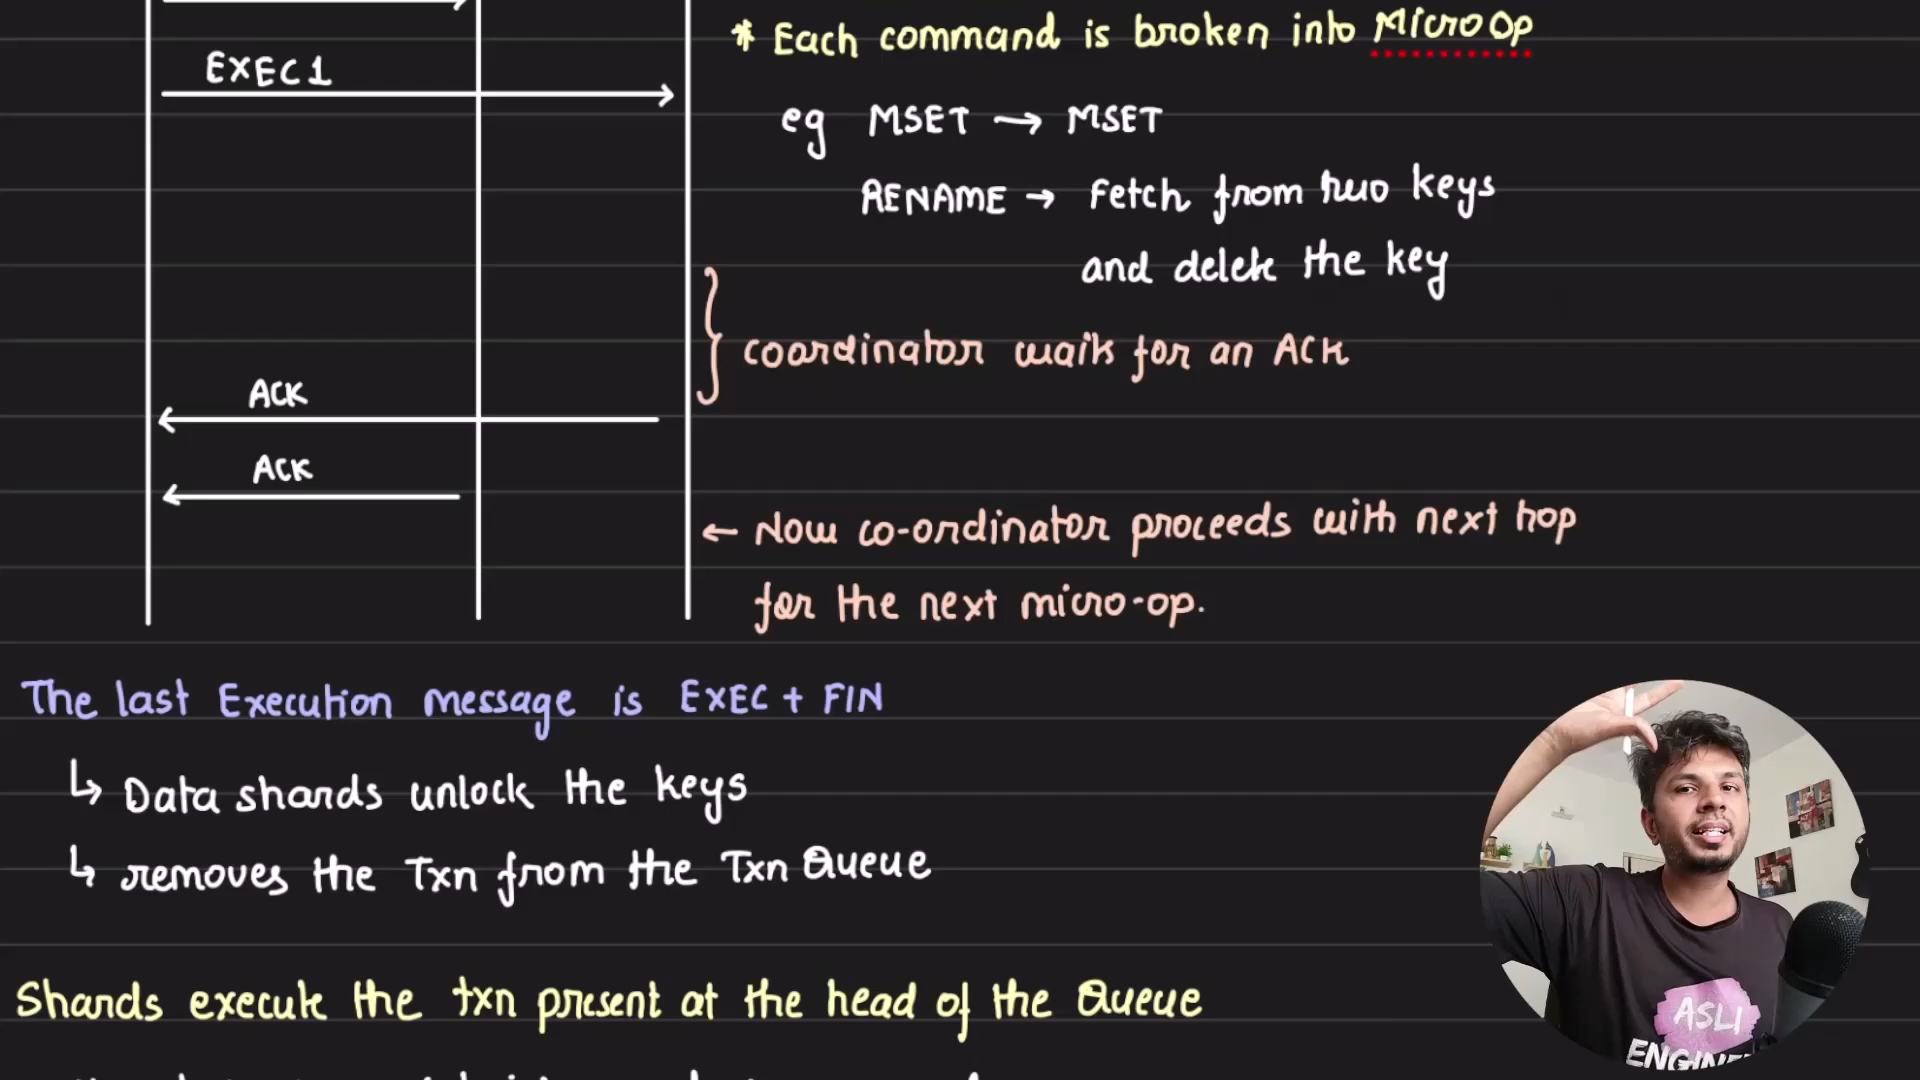 * Each command is broken into MicroOp
EXEC1
eg MSET → MSET
RENAME → Fetch from two keys
and delete the key
coordinator waits for an ACK
ACK
ACK
← Now co-ordinator proceeds with next hop
for the next micro-op.
The last Execution message is EXEC + FIN
↳ Data shards unlock the keys
↳ removes the Txn from the Txn Queue
Shards execute the txn present at the head of the Queue
ASLI